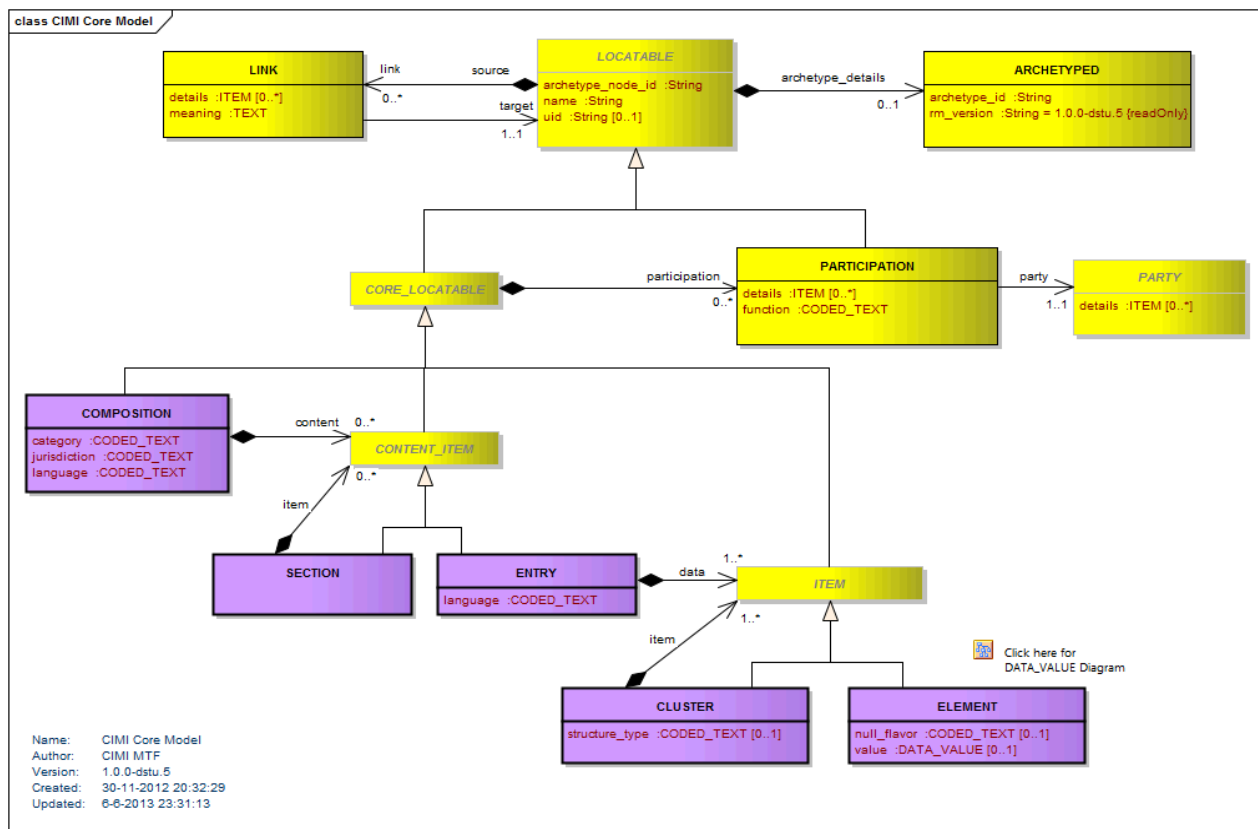 class CIMI Core Model
LINK
details :ITEM [0..*]
meaning :TEXT
link
0..*
source
target
1..1
LOCATABLE
archetype_node_id :String
name :String
uid :String [0..1]
archetype_details
0..1
ARCHETYPED
archetype_id :String
rm_version :String = 1.0.0-dstu.5 {readOnly}
CORE_LOCATABLE
participation
0..*
PARTICIPATION
details :ITEM [0..*]
function :CODED_TEXT
party
1..1
PARTY
details :ITEM [0..*]
COMPOSITION
category :CODED_TEXT
jurisdiction :CODED_TEXT
language :CODED_TEXT
content
0..*
CONTENT_ITEM
0..*
item
SECTION
ENTRY
language :CODED_TEXT
data
1..*
ITEM
1..*
item
Click here for
DATA_VALUE Diagram
CLUSTER
structure_type :CODED_TEXT [0..1]
ELEMENT
null_flavor :CODED_TEXT [0..1]
value :DATA_VALUE [0..1]
Name: CIMI Core Model
Author: CIMI MTF
Version: 1.0.0-dstu.5
Created: 30-11-2012 20:32:29
Updated: 6-6-2013 23:31:13